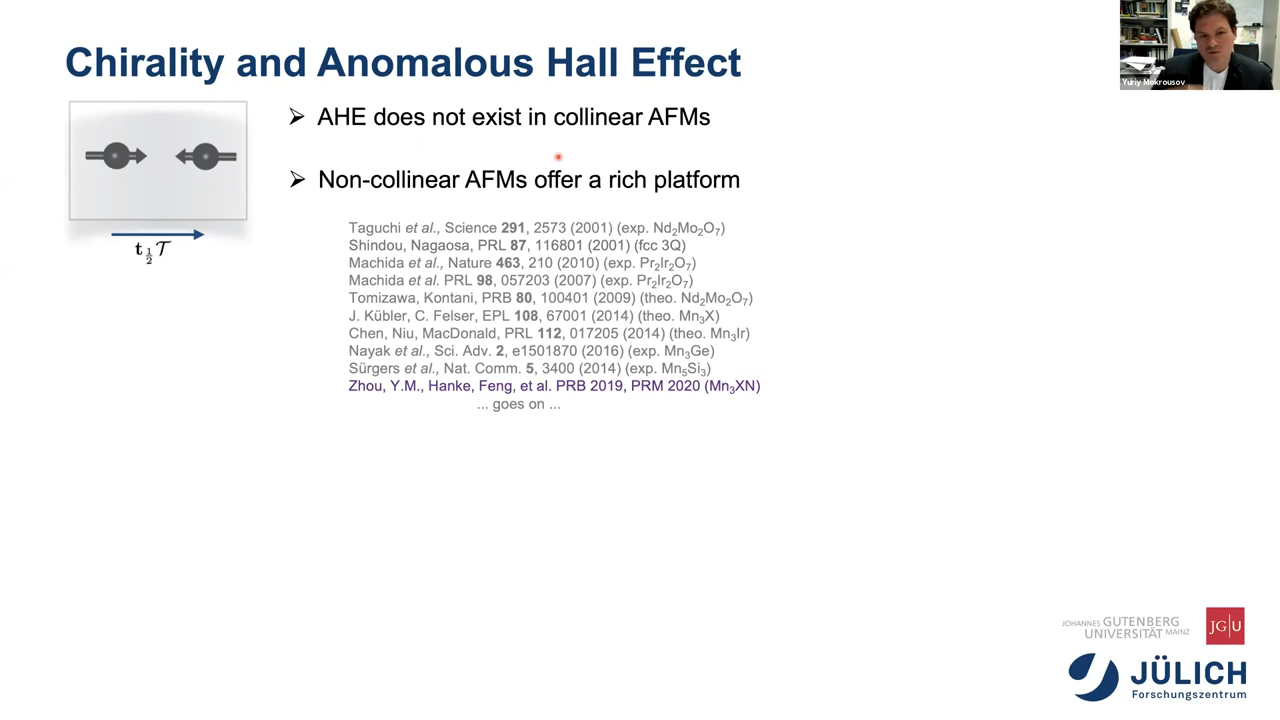 Chirality and Anomalous Hall Effect
Yuriy Mokrousov
➢ AHE does not exist in collinear AFMs
➢ Non-collinear AFMs offer a rich platform
t½𝒯
Taguchi et al., Science 291, 2573 (2001) (exp. Nd₂Mo₂O₇)
Shindou, Nagaosa, PRL 87, 116801 (2001) (fcc 3Q)
Machida et al., Nature 463, 210 (2010) (exp. Pr₂Ir₂O₇)
Machida et al. PRL 98, 057203 (2007) (exp. Pr₂Ir₂O₇)
Tomizawa, Kontani, PRB 80, 100401 (2009) (theo. Nd₂Mo₂O₇)
J. Kübler, C. Felser, EPL 108, 67001 (2014) (theo. Mn₃X)
Chen, Niu, MacDonald, PRL 112, 017205 (2014) (theo. Mn₃Ir)
Nayak et al., Sci. Adv. 2, e1501870 (2016) (exp. Mn₃Ge)
Sürgers et al., Nat. Comm. 5, 3400 (2014) (exp. Mn₅Si₃)
Zhou, Y.M., Hanke, Feng, et al. PRB 2019, PRM 2020 (Mn₃XN)
... goes on ...
JOHANNES GUTENBERG
UNIVERSITÄT MAINZ
JG|U
JÜLICH
Forschungszentrum